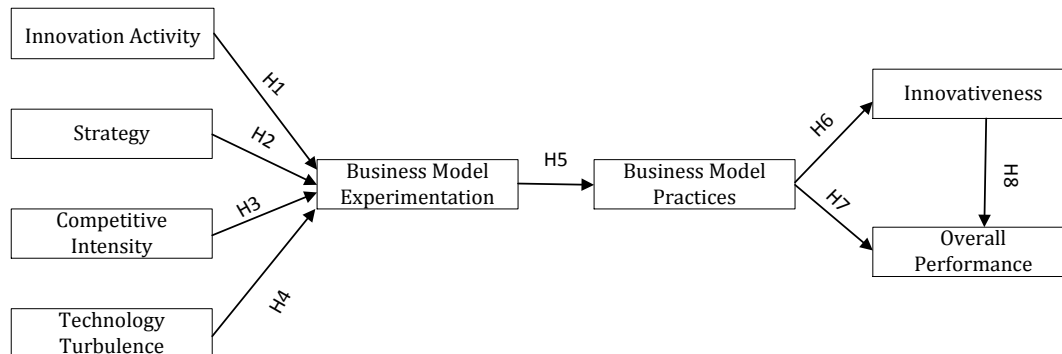 Innovation Activity
H1
Strategy
H2
Competitive
Intensity
H3
Technology
Turbulence
H4
Business Model
Experimentation
H5
Business Model
Practices
H6
H7
Innovativeness
H8
Overall
Performance